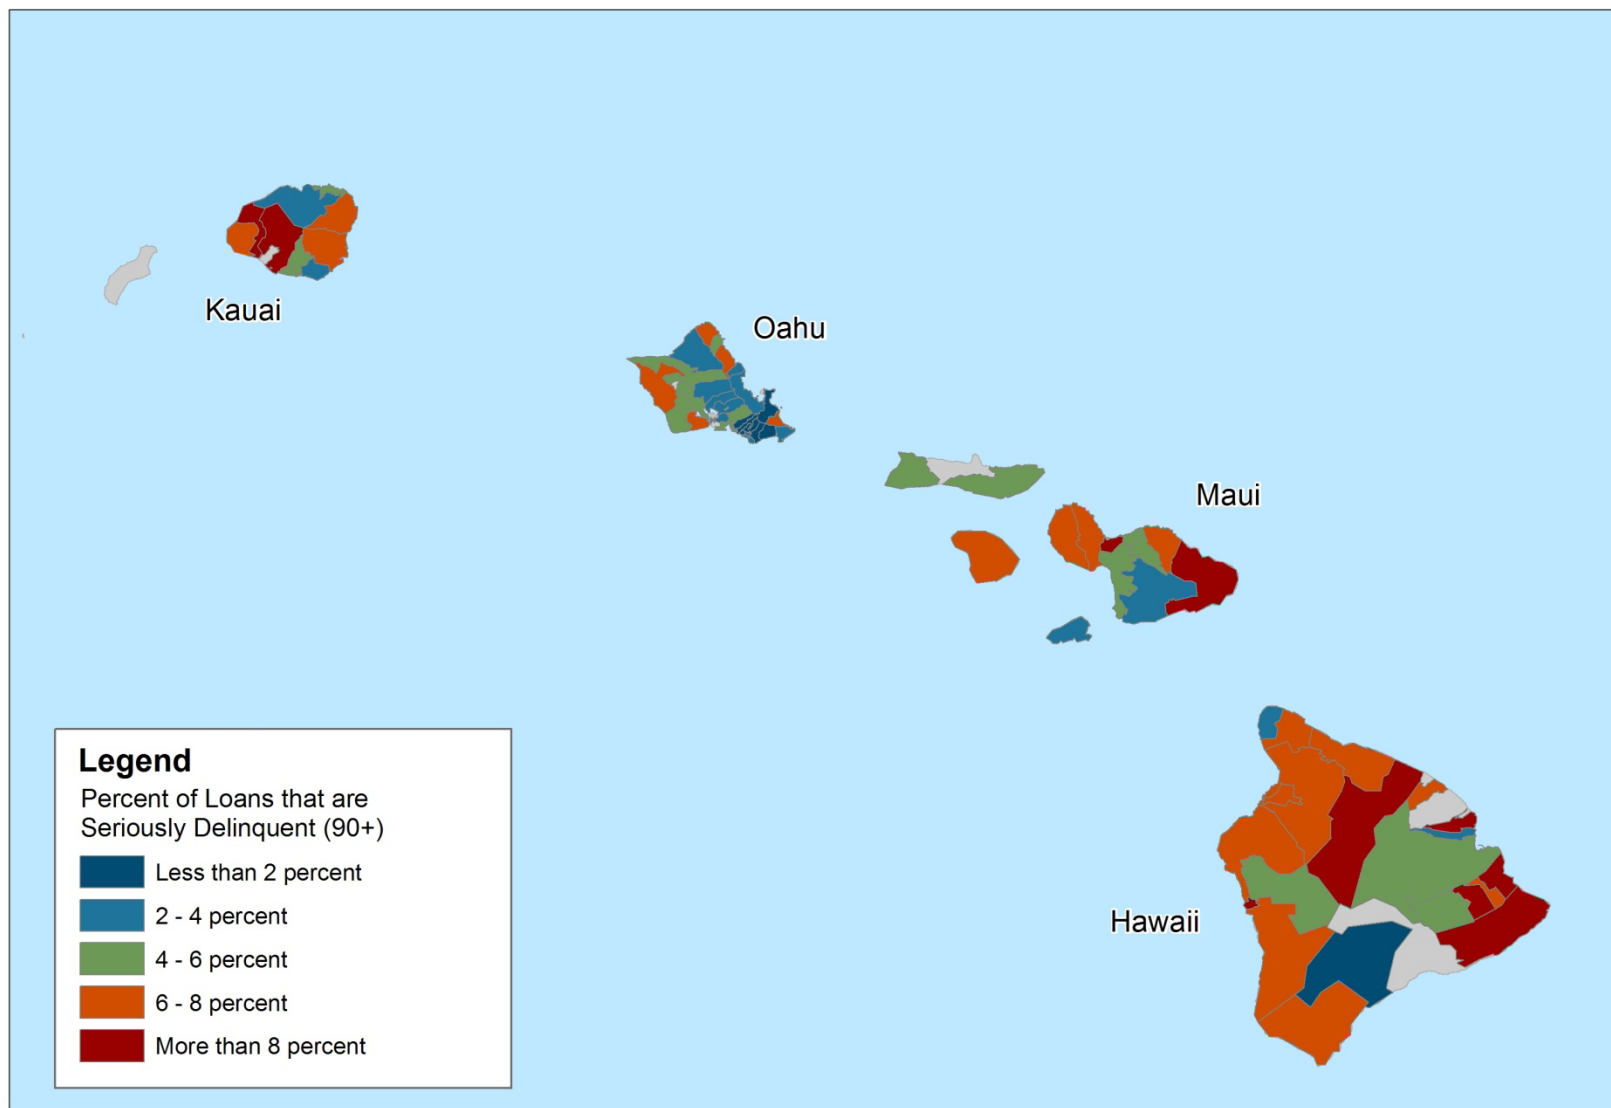 Kauai
Oahu
Maui
Hawaii
Legend
Percent of Loans that are
Seriously Delinquent (90+)
Less than 2 percent
2 - 4 percent
4 - 6 percent
6 - 8 percent
More than 8 percent